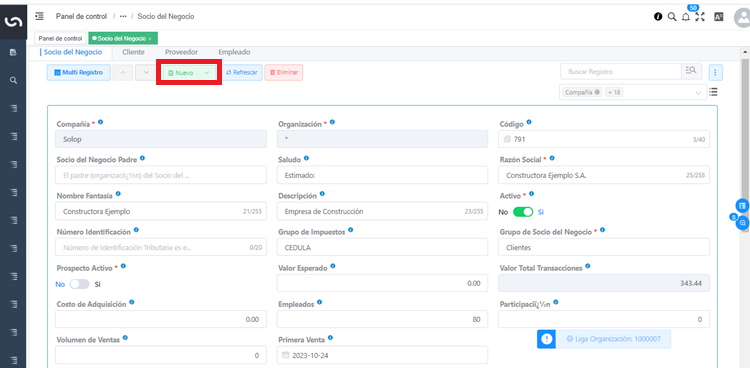 Panel de control / ··· / Socio del Negocio
50
Panel de control
Socio del Negocio ×
Socio del Negocio Cliente Proveedor Empleado
Multi Registro Nuevo Refrescar Eliminar
Buscar Registro
Compañía + 18
Compañía * Organización * Código
Solop * 791 3/40
Socio del Negocio Padre Saludo Razón Social *
El padre (organizacï¿½n) del Socio del ... Estimado: Constructora Ejemplo S.A. 25/255
Nombre Fantasía Descripción Activo *
Constructora Ejemplo 21/255 Empresa de Construcción 23/255 No Si
8
Número Identificación Grupo de Impuestos Grupo de Socio del Negocio *
Número de Identificación Tributaria es e... 0/20 CEDULA Clientes
Prospecto Activo * Valor Esperado Valor Total Transacciones
No Si 0.00 343.44
Costo de Adquisición Empleados Participaciï¿½n
0.00 80 0
Volumen de Ventas Primera Venta Liga Organización: 1000007
0 2023-10-24